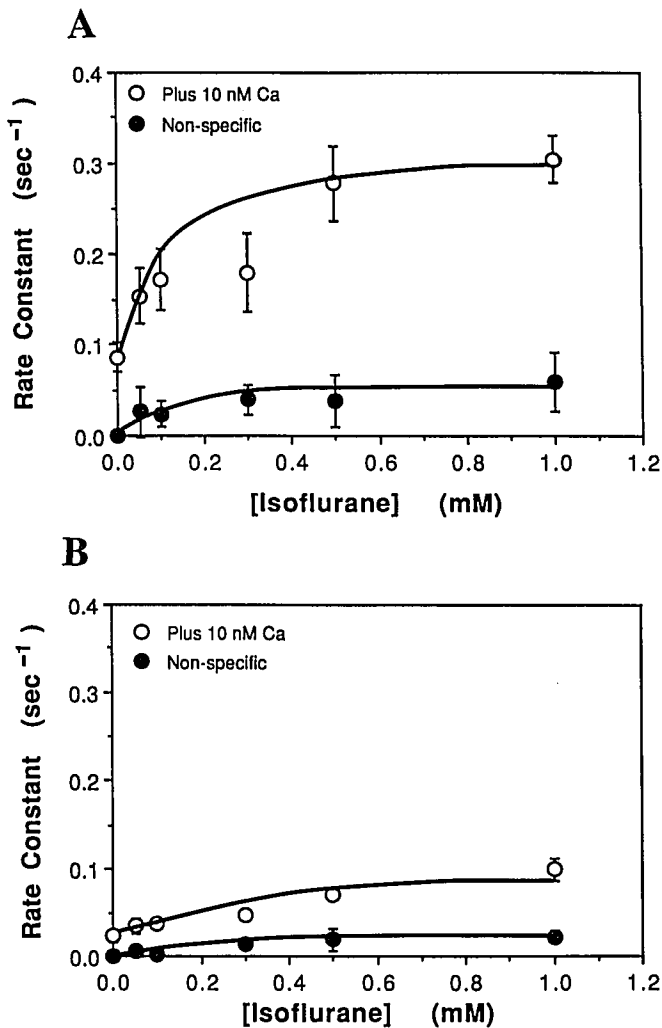 A
Rate Constant (sec⁻¹)
0.4
0.3
0.2
0.1
0.0
Plus 10 nM Ca
Non-specific
0.0 0.2 0.4 0.6 0.8 1.0 1.2
[Isoflurane] (mM)
B
Rate Constant (sec⁻¹)
0.4
0.3
0.2
0.1
0.0
Plus 10 nM Ca
Non-specific
0.0 0.2 0.4 0.6 0.8 1.0 1.2
[Isoflurane] (mM)